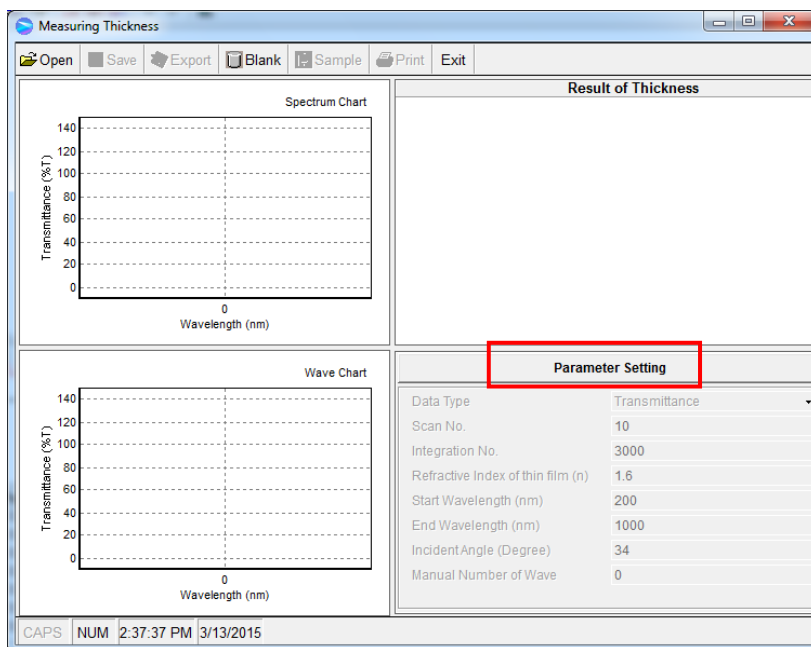 Measuring Thickness
Open Save Export Blank Sample Print Exit
Spectrum Chart
Transmittance (%T)
140
120
100
80
60
40
20
0
0
Wavelength (nm)
Result of Thickness
Wave Chart
Transmittance (%T)
140
120
100
80
60
40
20
0
0
Wavelength (nm)
Parameter Setting
Data Type Transmittance
Scan No. 10
Integration No. 3000
Refractive Index of thin film (n) 1.6
Start Wavelength (nm) 200
End Wavelength (nm) 1000
Incident Angle (Degree) 34
Manual Number of Wave 0
CAPS NUM 2:37:37 PM 3/13/2015